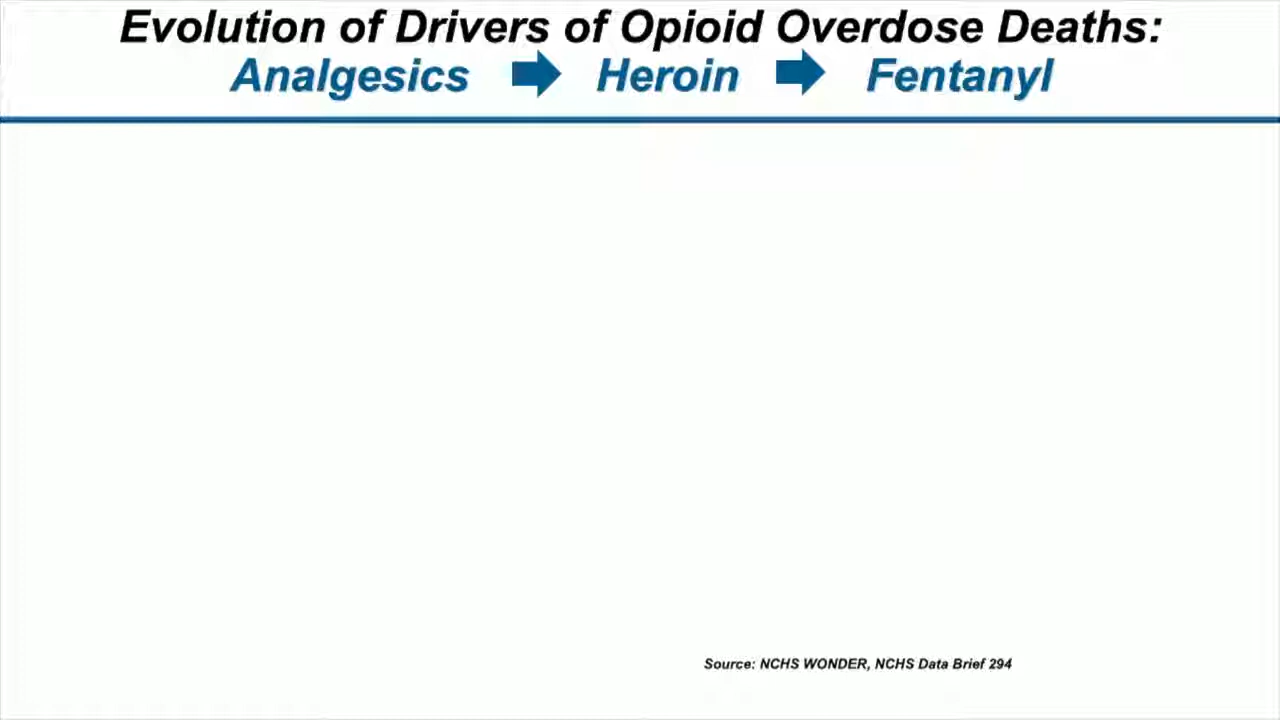 Evolution of Drivers of Opioid Overdose Deaths:
Analgesics Heroin Fentanyl
Source: NCHS WONDER, NCHS Data Brief 294